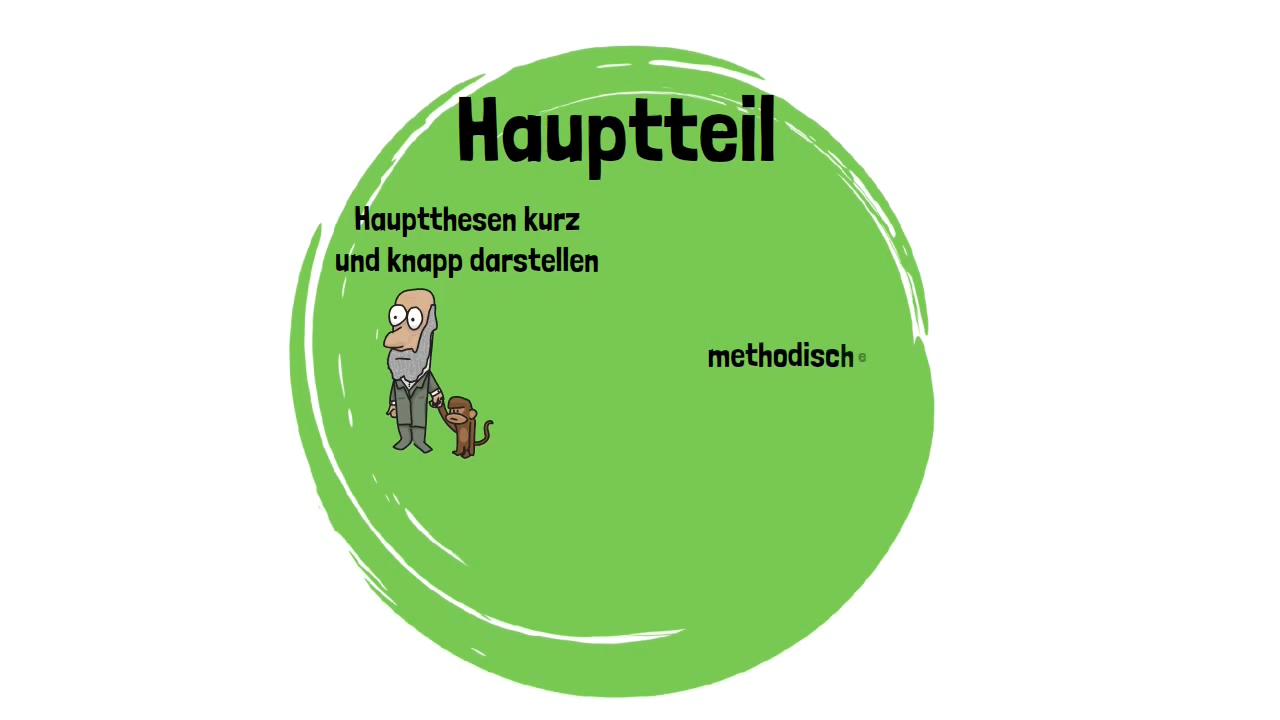 Hauptteil
Hauptthesen kurz
und knapp darstellen
methodisch e